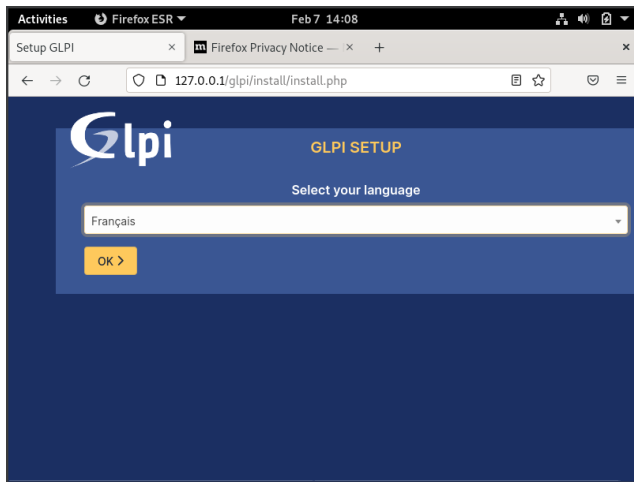 Activities Firefox ESR Feb 7 14:08
Setup GLPI × m Firefox Privacy Notice — × + ×
127.0.0.1/glpi/install/install.php
Glpi
GLPI SETUP
Select your language
Français
OK